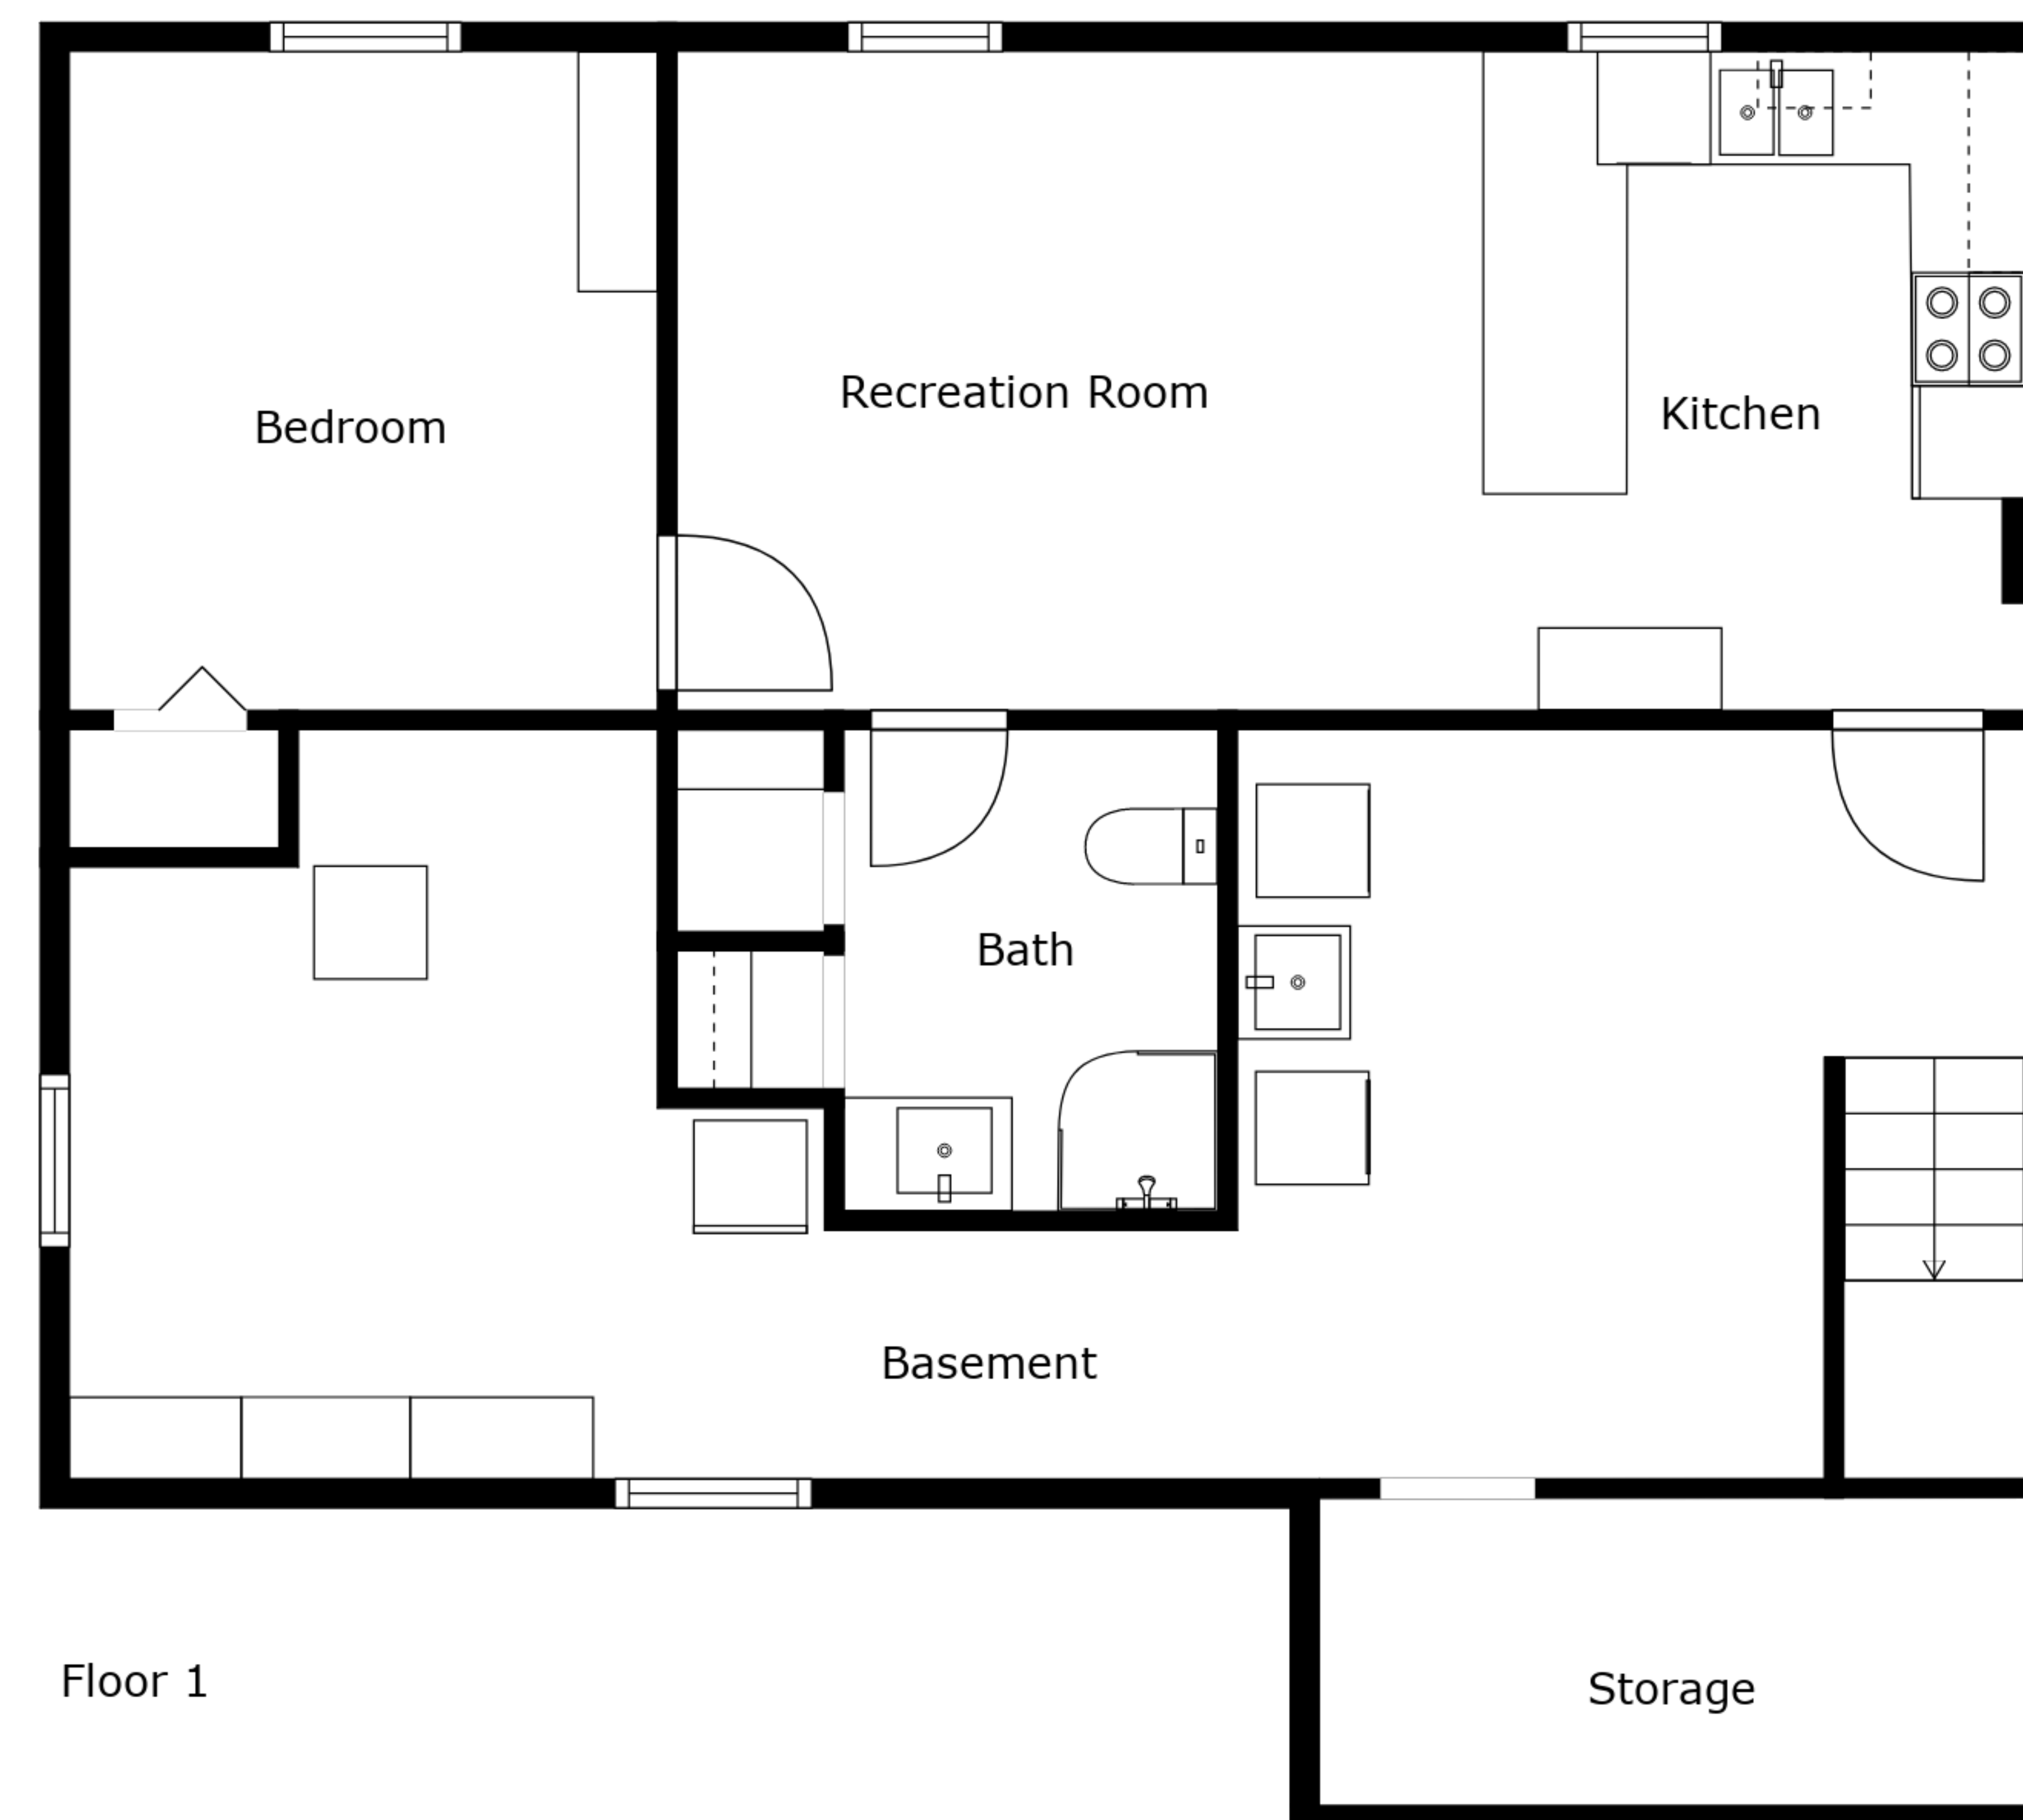 Recreation Room
Kitchen
Bedroom
Bath
Basement
Floor 1
Storage